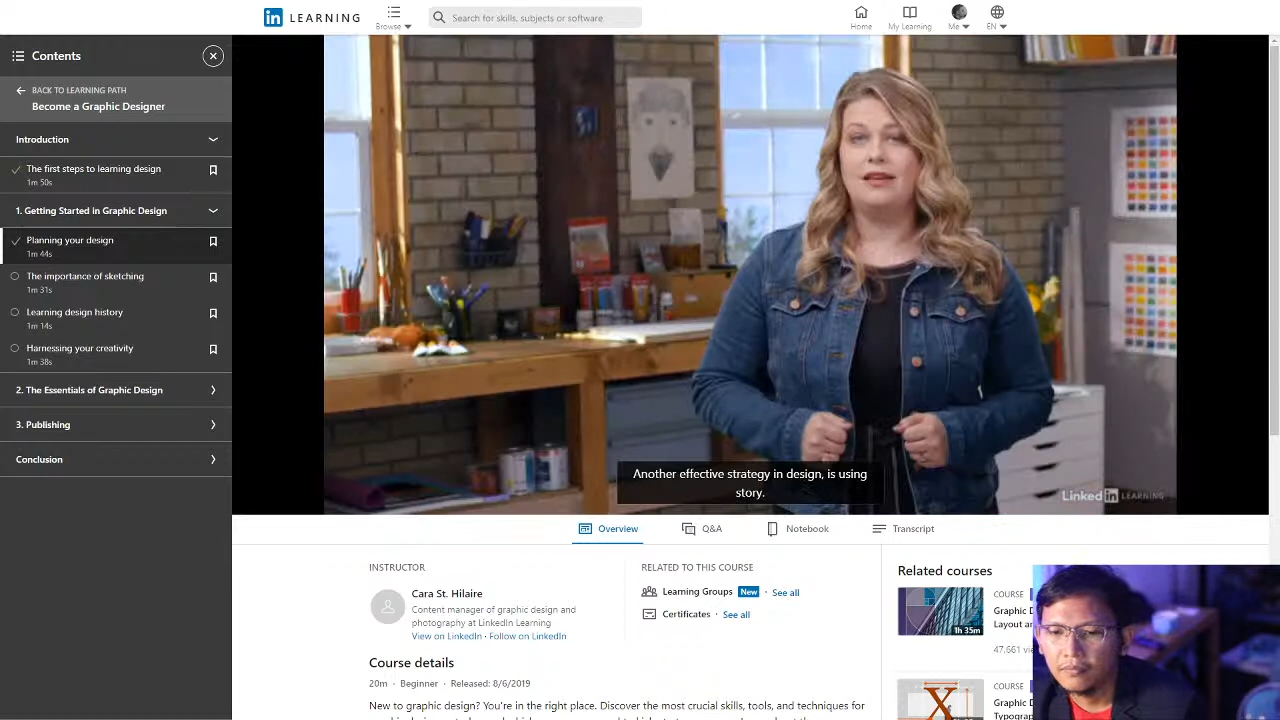 in LEARNING
Browse
Search for skills, subjects or software
Home
My Learning
Me
EN
Contents
BACK TO LEARNING PATH
Become a Graphic Designer
Introduction
The first steps to learning design
1m 50s
1. Getting Started in Graphic Design
Planning your design
1m 44s
The importance of sketching
1m 31s
Learning design history
1m 14s
Harnessing your creativity
1m 38s
2. The Essentials of Graphic Design
3. Publishing
Conclusion
Another effective strategy in design, is using
story.
Linked in LEARNING
Overview
Q&A
Notebook
Transcript
INSTRUCTOR
Cara St. Hilaire
Content manager of graphic design and
photography at LinkedIn Learning
View on LinkedIn · Follow on LinkedIn
RELATED TO THIS COURSE
Learning Groups New · See all
Certificates · See all
Course details
20m · Beginner · Released: 8/6/2019
New to graphic design? You're in the right place. Discover the most crucial skills, tools, and techniques for
Related courses
1h 35m
COURSE
Graphic D
Layout a
47,661 vi
X
COURSE
Graphic D
Typogra